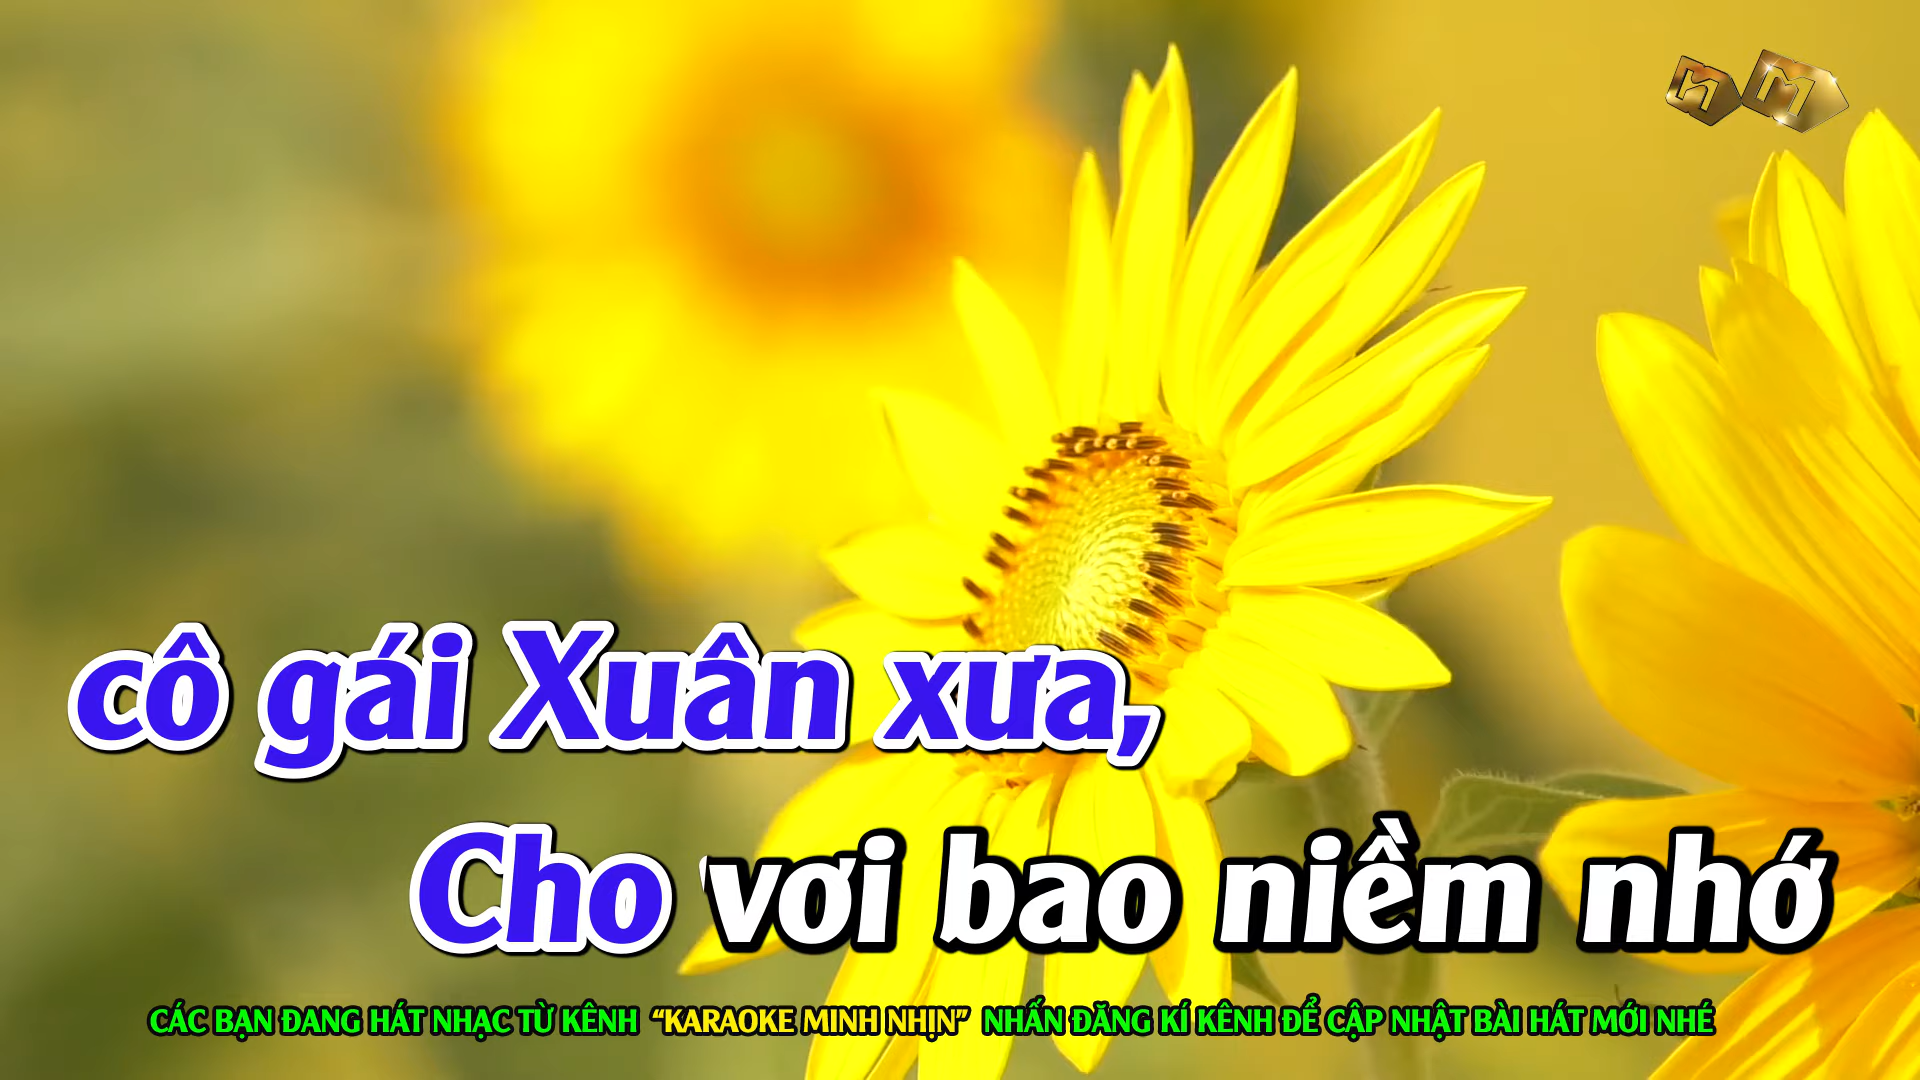 cô gái Xuân xưa,
Cho vơi bao niềm nhớ
CÁC BẠN ĐANG HÁT NHẠC TỪ KÊNH “KARAOKE MINH NHỊN” NHẤN ĐĂNG KÍ KÊNH ĐỂ CẬP NHẬT BÀI HÁT MỚI NHÉ